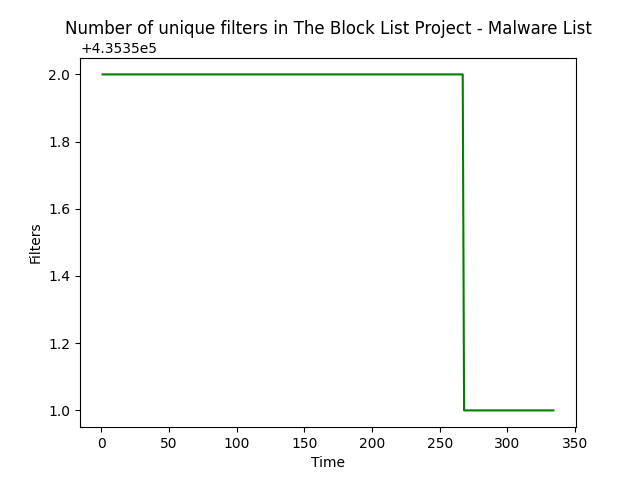 Number of unique filters in The Block List Project - Malware List
+4.3535e5
2.0
1.8
1.6
1.4
1.2
1.0
Filters
0 50 100 150 200 250 300 350
Time